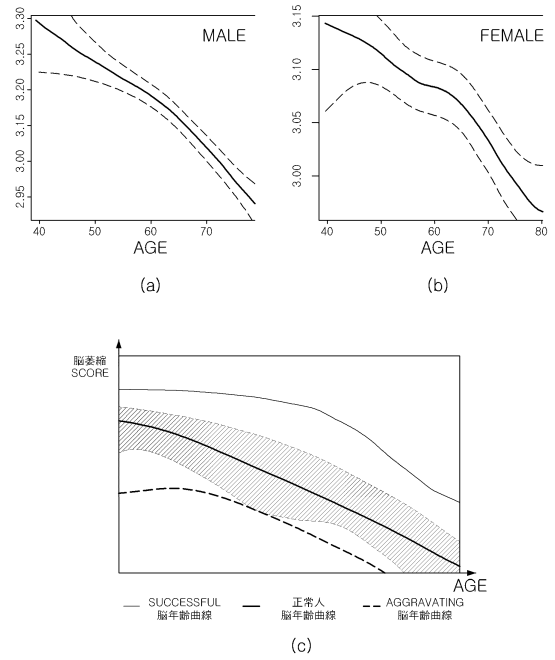 MALE
3.30
3.25
3.20
3.15
3.00
2.95
40
50
60
70
AGE
(a)
FEMALE
3.15
3.10
3.05
3.00
40
50
60
70
80
AGE
(b)
脳萎縮
SCORE
AGE
SUCCESSFUL
脳年齢曲線
正常人
脳年齢曲線
AGGRAVATING
脳年齢曲線
(c)